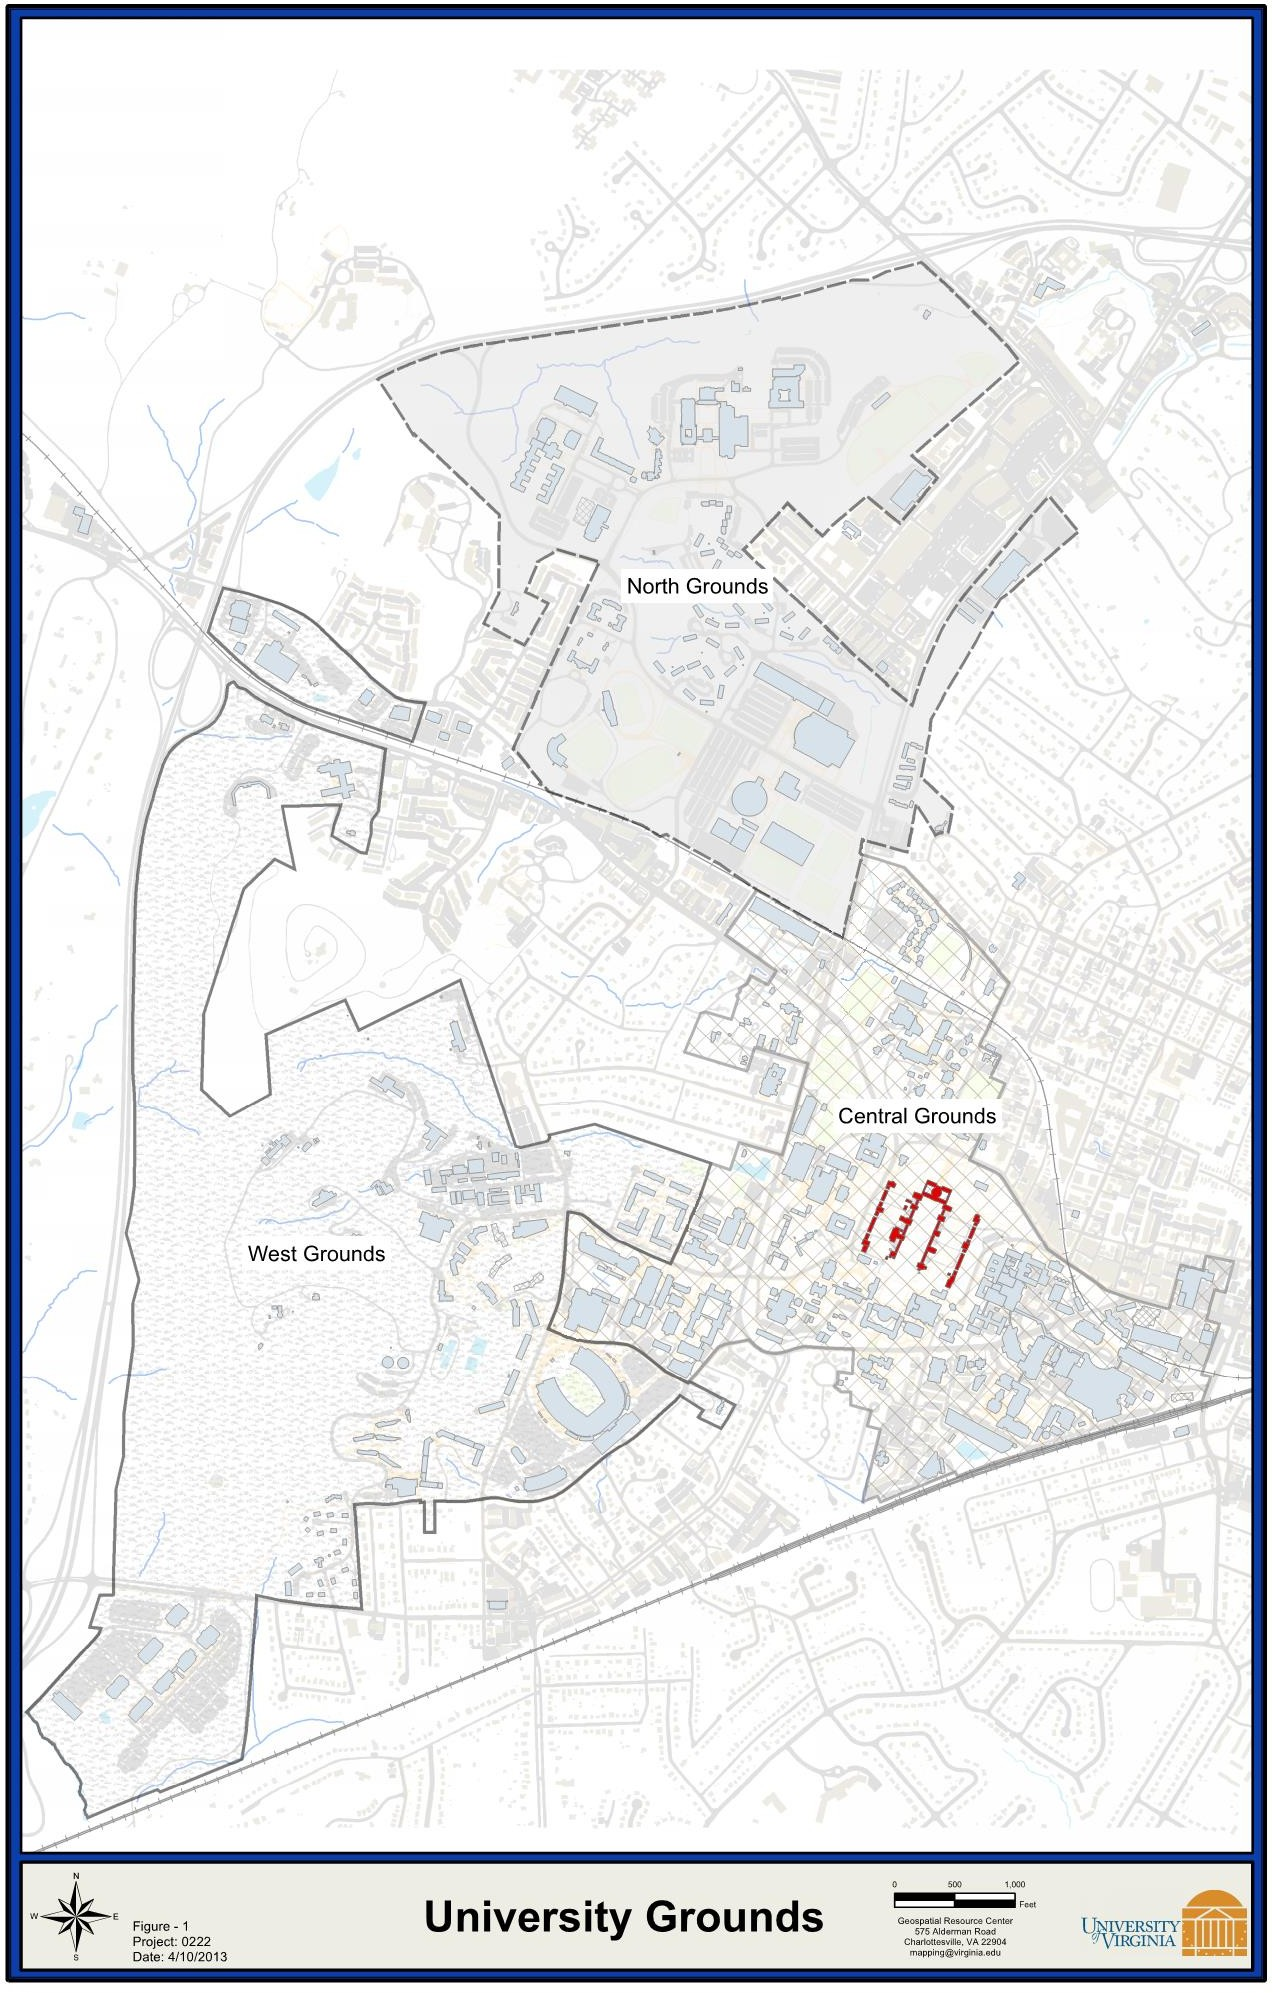 North Grounds
Central Grounds
West Grounds
N
W E
S
Figure - 1
Project: 0222
Date: 4/10/2013
University Grounds
0 500 1,000
Feet
Geospatial Resource Center
575 Alderman Road
Charlottesville, VA 22904
mapping@virginia.edu
UNIVERSITY
of VIRGINIA